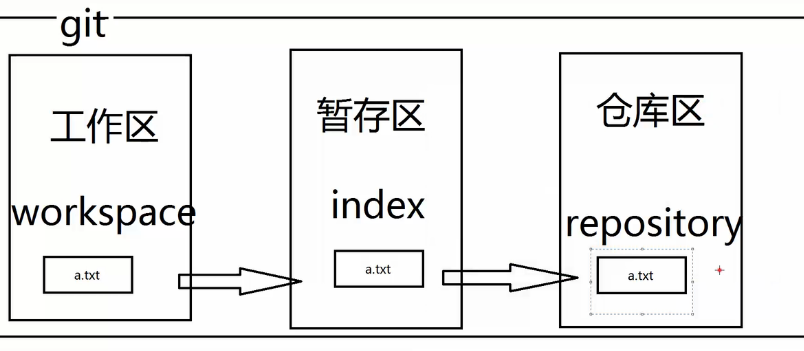 git
工作区
workspace
a.txt
暂存区
index
a.txt
仓库区
repository
a.txt